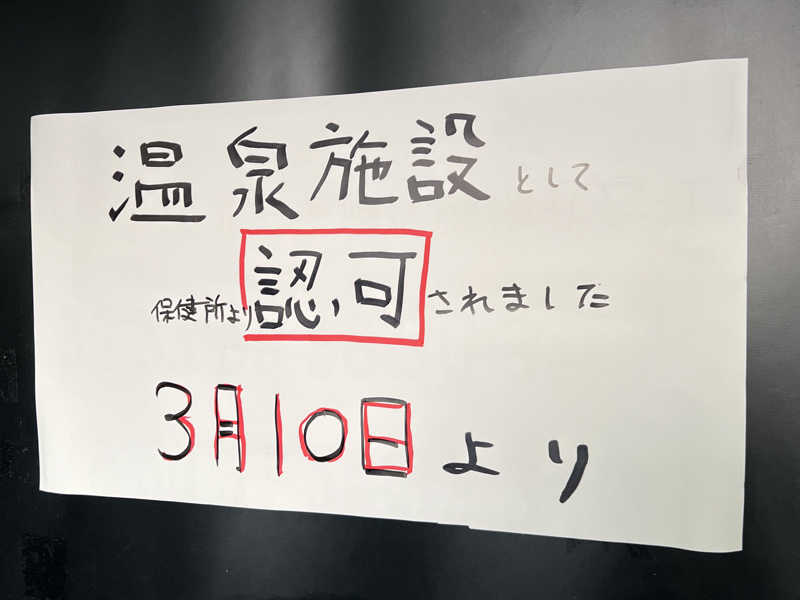 温泉施設として
保健所より認可されました
3月10日より